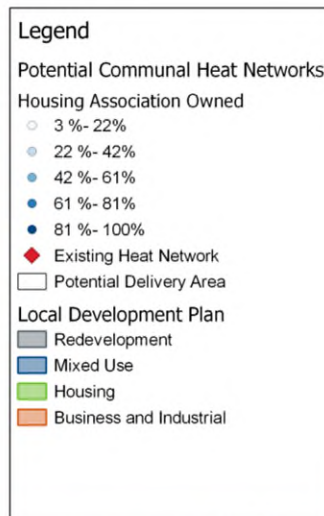 Legend
Potential Communal Heat Networks
Housing Association Owned
3 %- 22%
22 %- 42%
42 %- 61%
61 %- 81%
81 %- 100%
Existing Heat Network
Potential Delivery Area
Local Development Plan
Redevelopment
Mixed Use
Housing
Business and Industrial